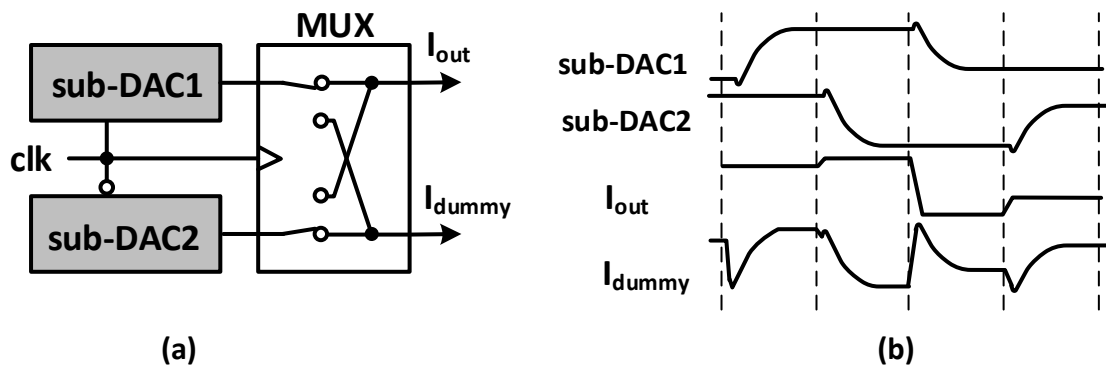 MUX
sub-DAC1
I_out
clk
sub-DAC2
I_dummy
(a)
sub-DAC1
sub-DAC2
I_out
I_dummy
(b)